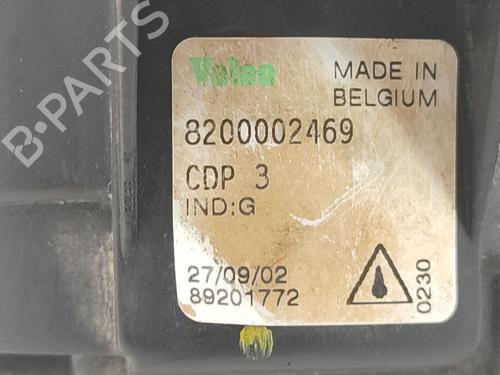 Valeo
MADE IN
BELGIUM
8200002469
CDP 3
IND:G
27/09/02
89201772
0230
B-PARTS